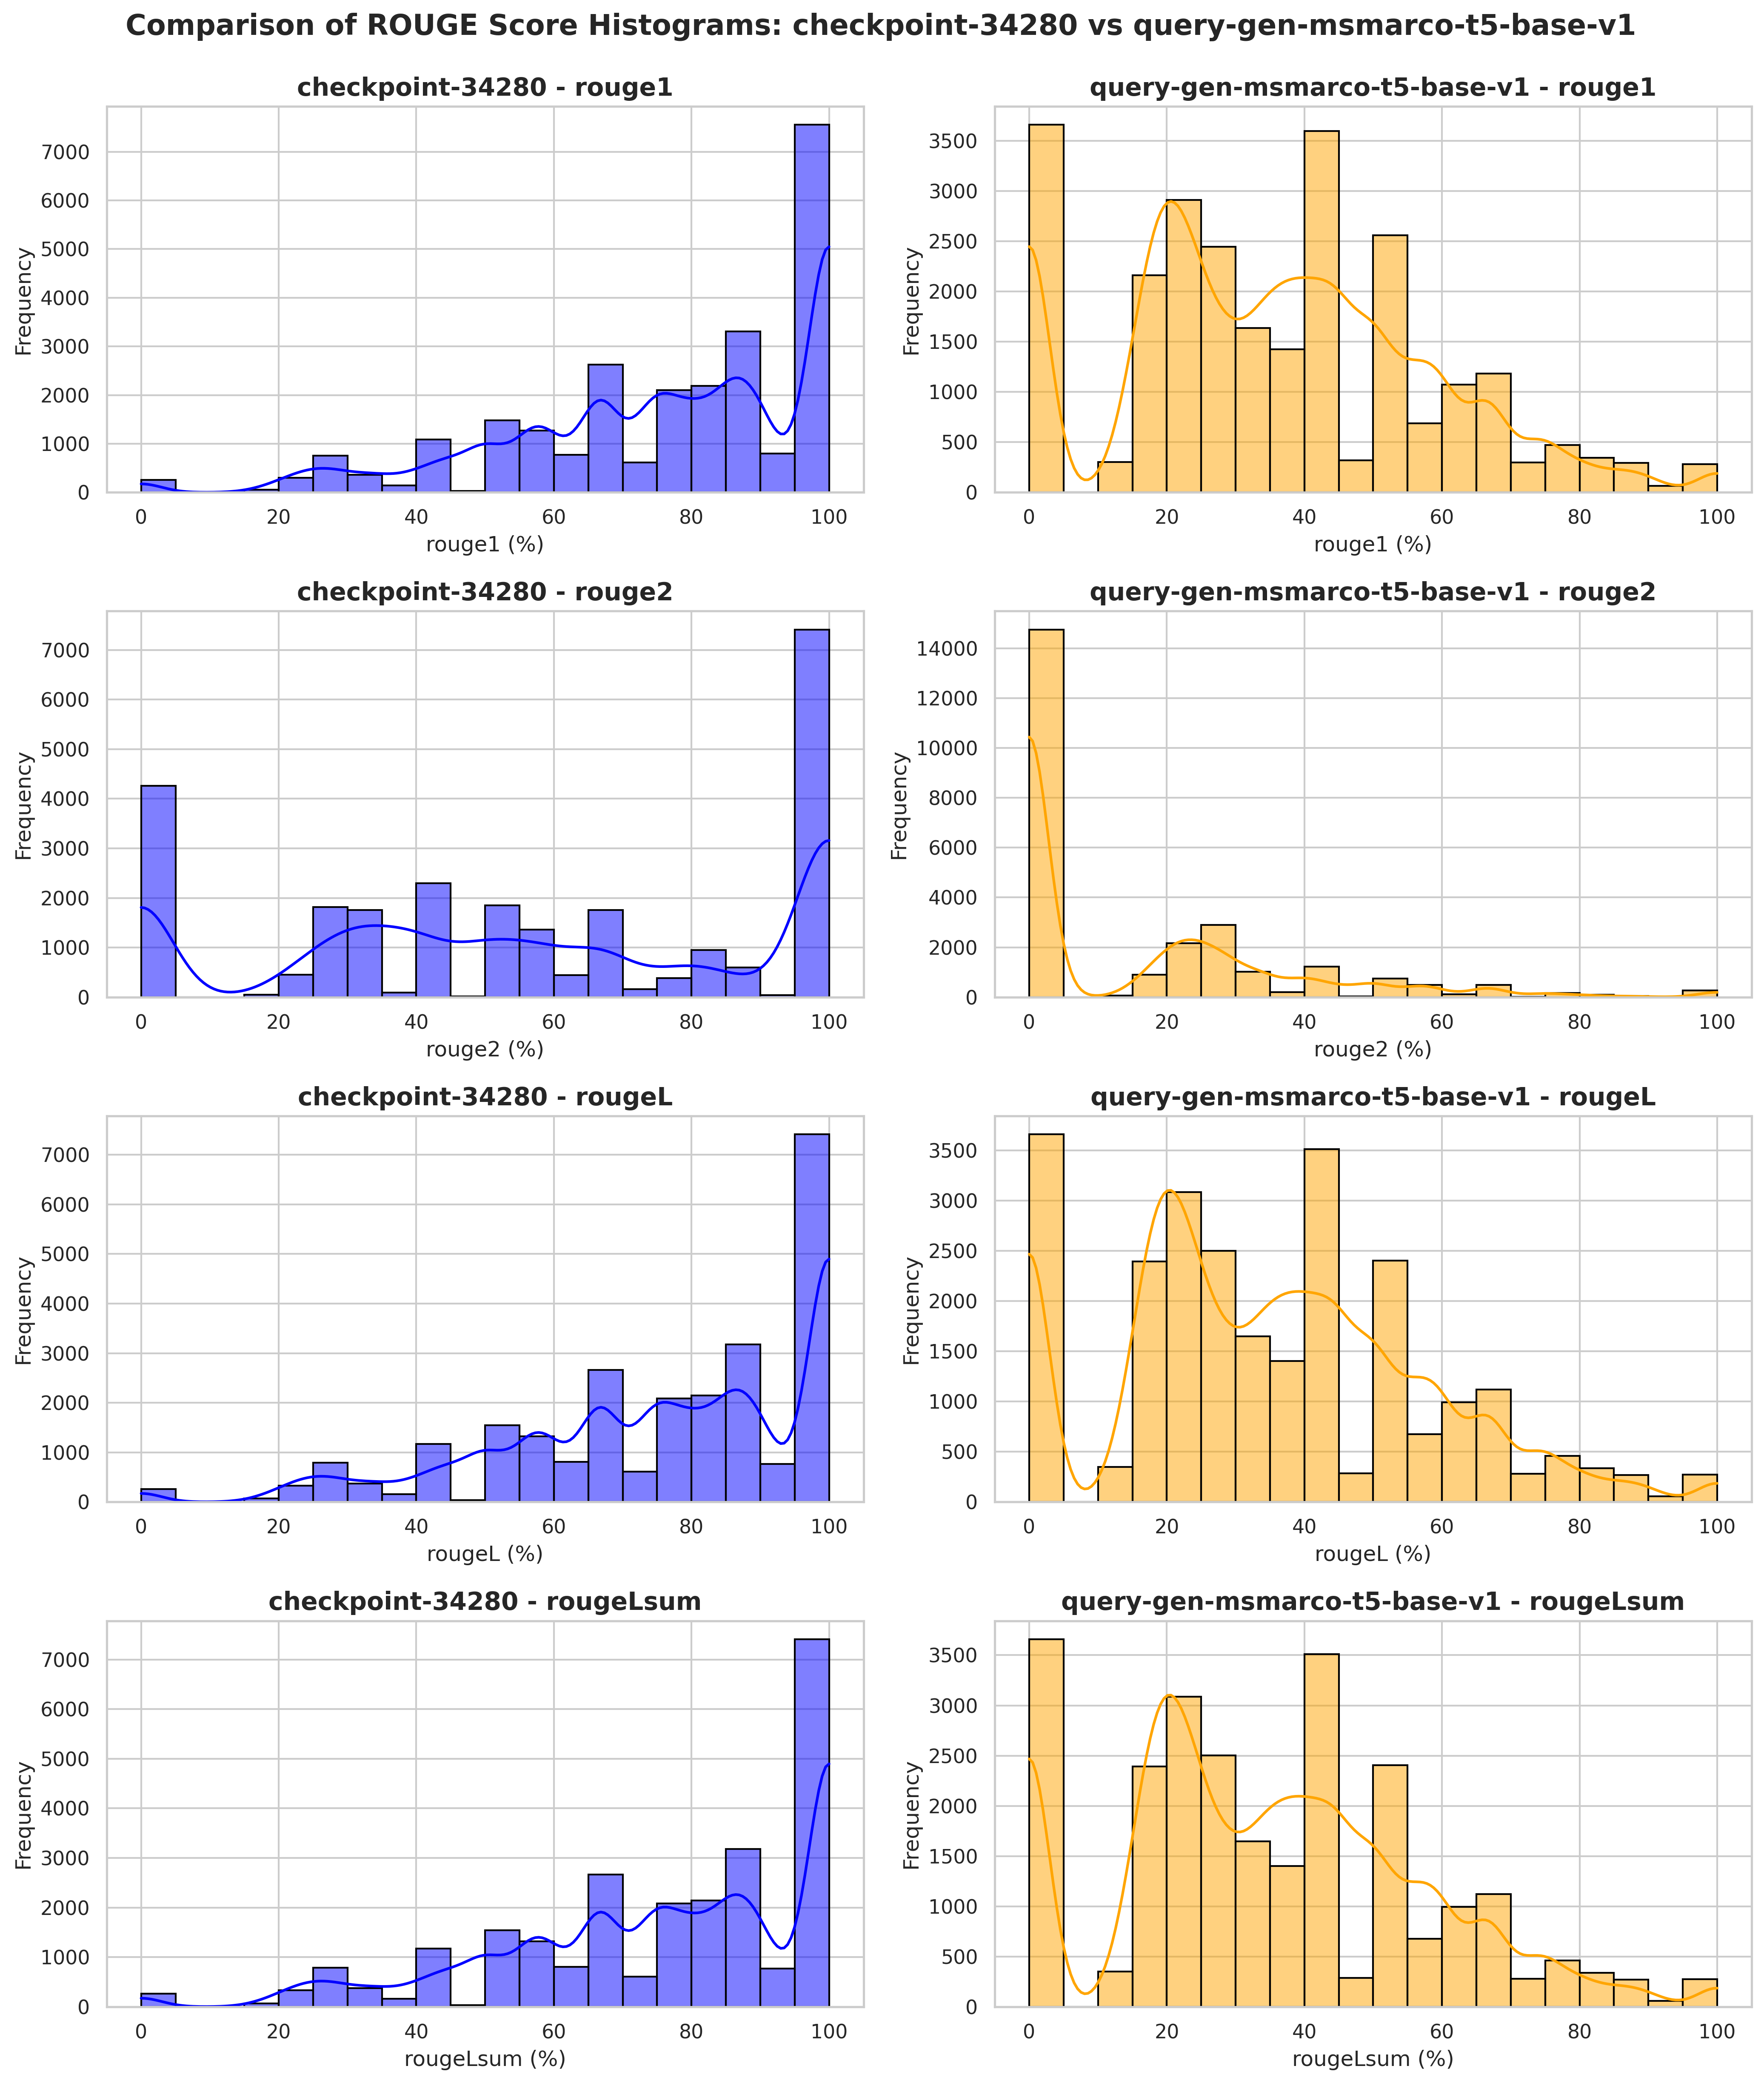 Comparison of ROUGE Score Histograms: checkpoint-34280 vs query-gen-msmarco-t5-base-v1
checkpoint-34280 - rouge1
7000
6000
5000
4000
3000
2000
1000
0
Frequency
0 20 40 60 80 100
rouge1 (%)
query-gen-msmarco-t5-base-v1 - rouge1
3500
3000
2500
2000
1500
1000
500
0
Frequency
0 20 40 60 80 100
rouge1 (%)
checkpoint-34280 - rouge2
7000
6000
5000
4000
3000
2000
1000
0
Frequency
0 20 40 60 80 100
rouge2 (%)
query-gen-msmarco-t5-base-v1 - rouge2
14000
12000
10000
8000
6000
4000
2000
0
Frequency
0 20 40 60 80 100
rouge2 (%)
checkpoint-34280 - rougeL
7000
6000
5000
4000
3000
2000
1000
0
Frequency
0 20 40 60 80 100
rougeL (%)
query-gen-msmarco-t5-base-v1 - rougeL
3500
3000
2500
2000
1500
1000
500
0
Frequency
0 20 40 60 80 100
rougeL (%)
checkpoint-34280 - rougeLsum
7000
6000
5000
4000
3000
2000
1000
0
Frequency
0 20 40 60 80 100
rougeLsum (%)
query-gen-msmarco-t5-base-v1 - rougeLsum
3500
3000
2500
2000
1500
1000
500
0
Frequency
0 20 40 60 80 100
rougeLsum (%)